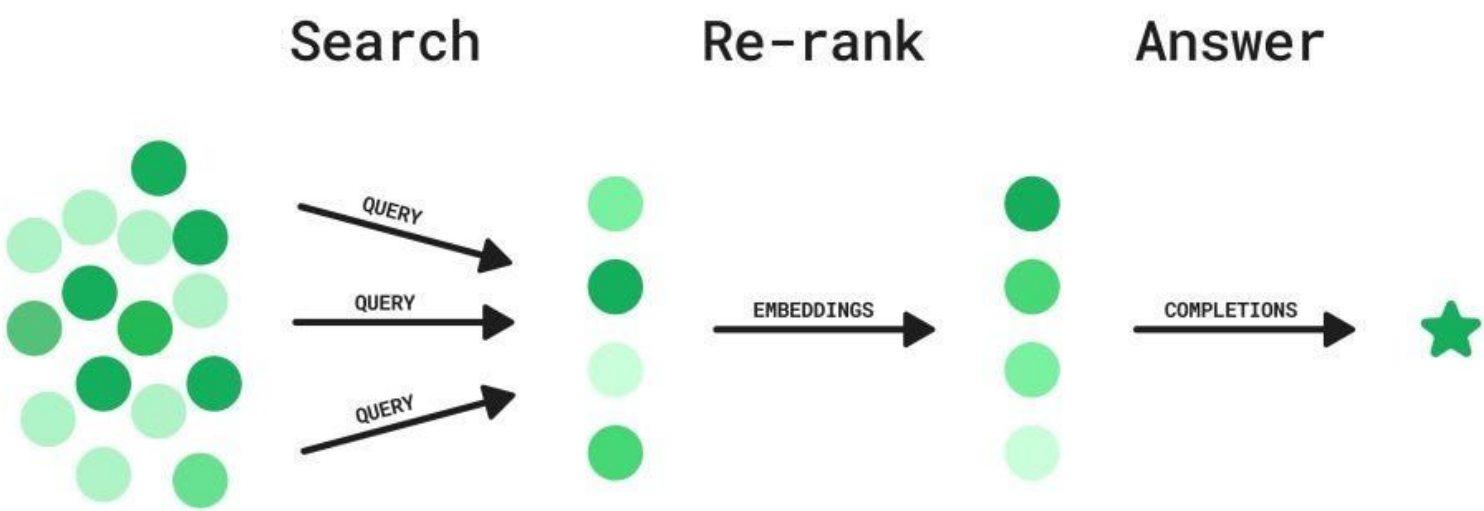 Search
Re-rank
Answer
QUERY
QUERY
QUERY
EMBEDDINGS
COMPLETIONS